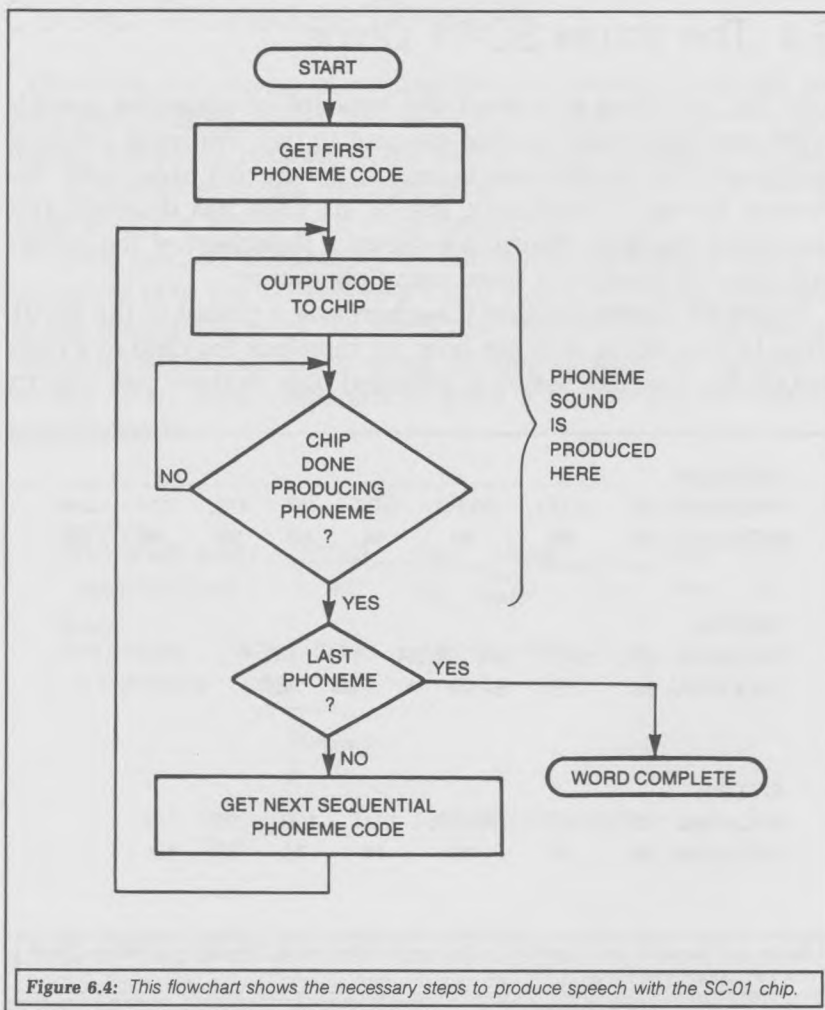 START
GET FIRST
PHONEME CODE
OUTPUT CODE
TO CHIP
CHIP
DONE
PRODUCING
PHONEME
?
NO
PHONEME
SOUND
IS
PRODUCED
HERE
YES
LAST
PHONEME
?
YES
NO
WORD COMPLETE
GET NEXT SEQUENTIAL
PHONEME CODE
Figure 6.4: This flowchart shows the necessary steps to produce speech with the SC-01 chip.